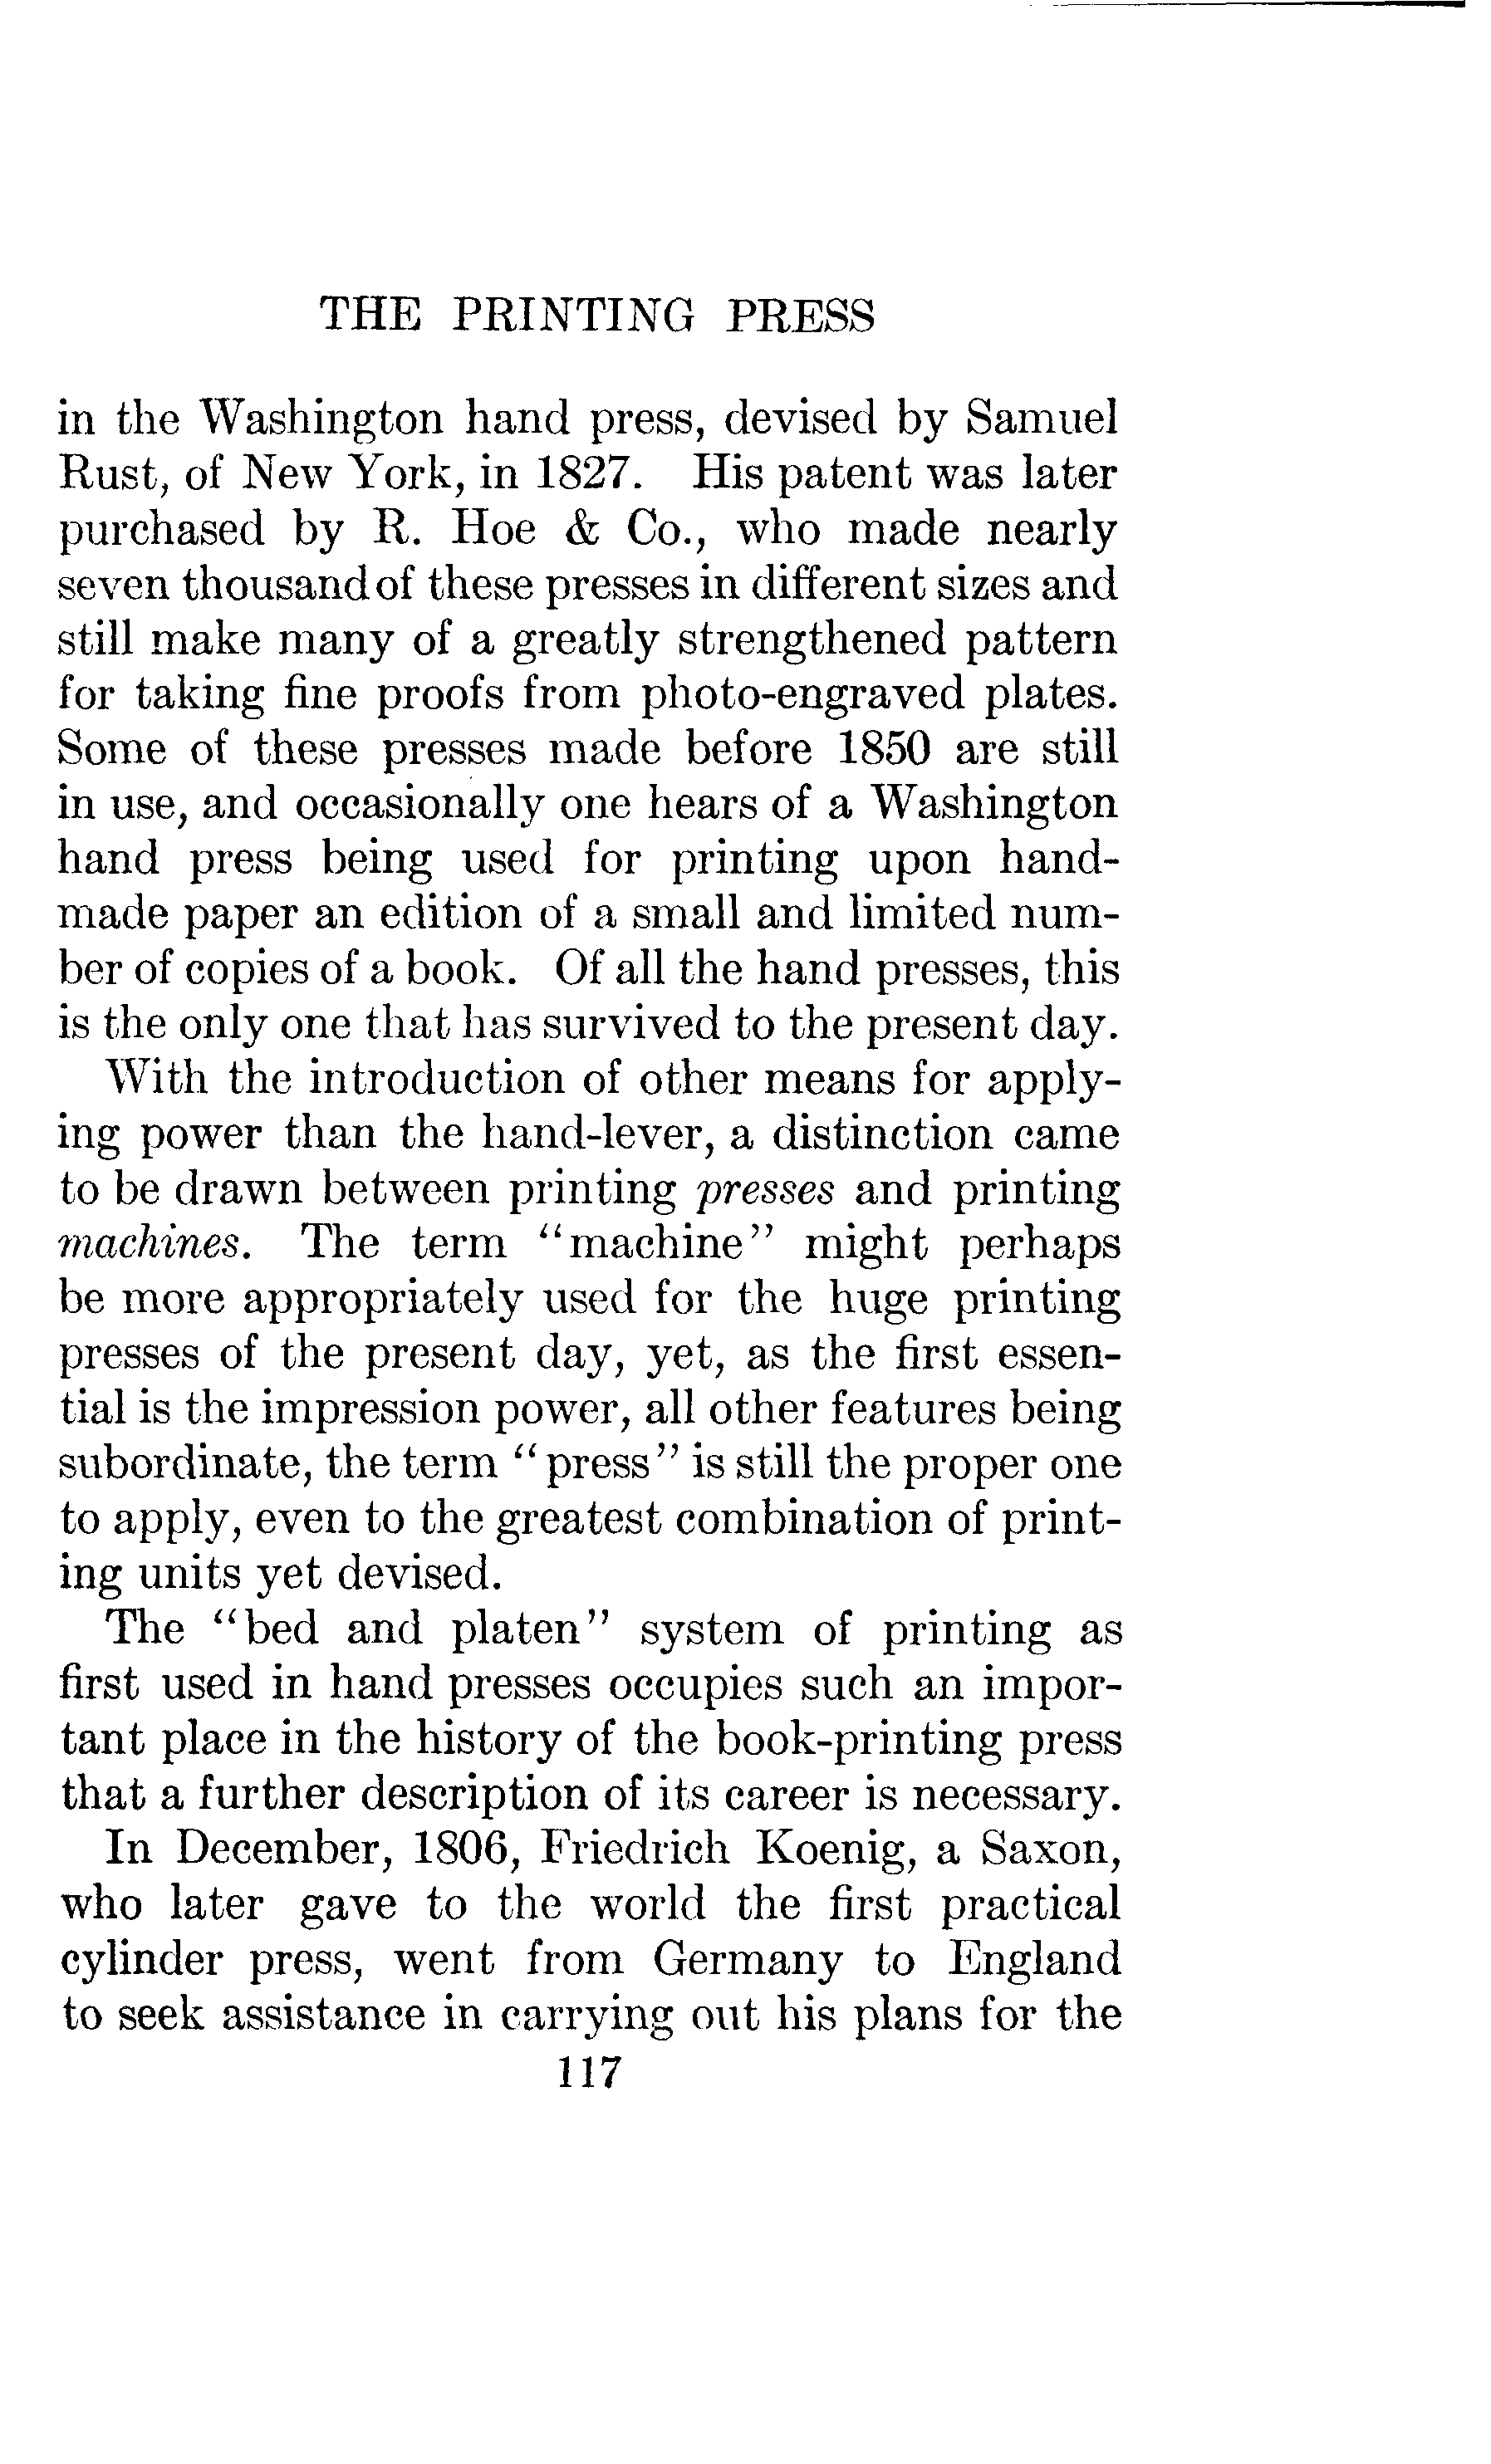 THE PRINTING PRESS
in the Washington hand press, devised by Samuel
Rust, of New York, in 1827. His patent was later
purchased by R. Hoe & Co., who made nearly
seven thousand of these presses in different sizes and
still make many of a greatly strengthened pattern
for taking fine proofs from photo-engraved plates.
Some of these presses made before 1850 are still
in use, and occasionally one hears of a Washington
hand press being used for printing upon hand-
made paper an edition of a small and limited num-
ber of copies of a book. Of all the hand presses, this
is the only one that has survived to the present day.
With the introduction of other means for apply-
ing power than the hand-lever, a distinction came
to be drawn between printing presses and printing
machines. The term "machine" might perhaps
be more appropriately used for the huge printing
presses of the present day, yet, as the first essen-
tial is the impression power, all other features being
subordinate, the term "press" is still the proper one
to apply, even to the greatest combination of print-
ing units yet devised.
The "bed and platen" system of printing as
first used in hand presses occupies such an impor-
tant place in the history of the book-printing press
that a further description of its career is necessary.
In December, 1806, Friedrich Koenig, a Saxon,
who later gave to the world the first practical
cylinder press, went from Germany to England
to seek assistance in carrying out his plans for the
117